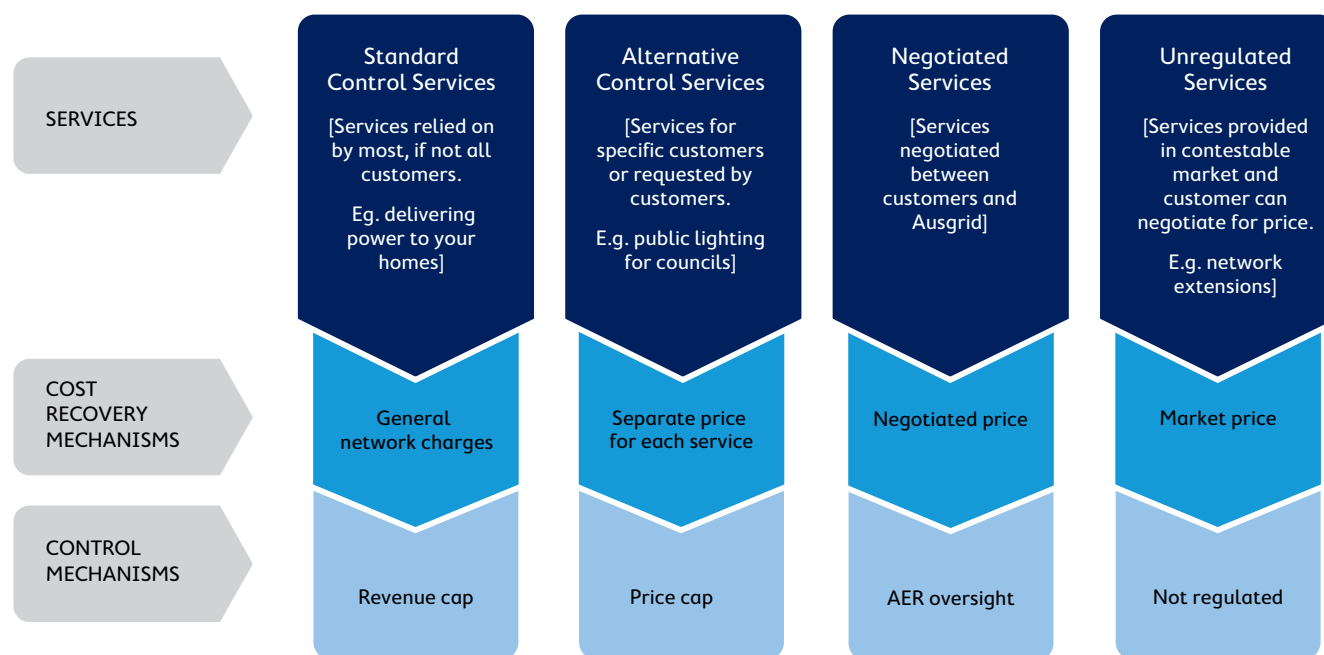 SERVICES
Standard
Control Services
[Services relied on
by most, if not all
customers.
Eg. delivering
power to your
homes]
Alternative
Control Services
[Services for
specific customers
or requested by
customers.
E.g. public lighting
for councils]
Negotiated
Services
[Services
negotiated
between
customers and
Ausgrid]
Unregulated
Services
[Services provided
in contestable
market and
customer can
negotiate for price.
E.g. network
extensions]
COST
RECOVERY
MECHANISMS
General
network charges
Separate price
for each service
Negotiated price
Market price
CONTROL
MECHANISMS
Revenue cap
Price cap
AER oversight
Not regulated